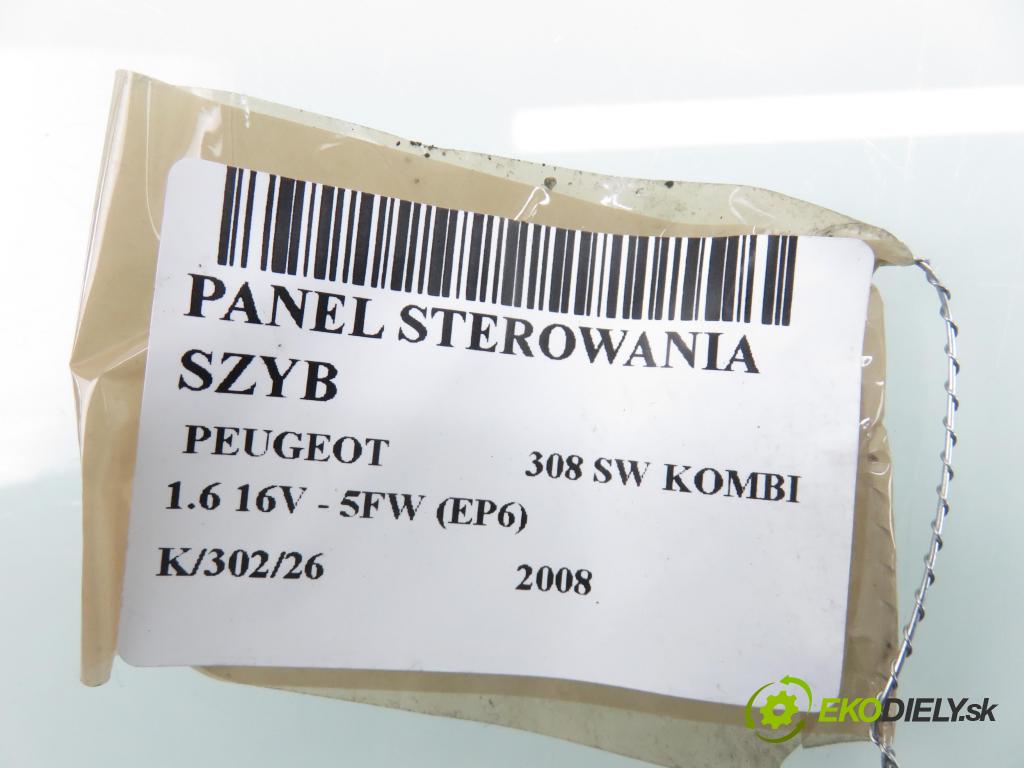 PANEL STEROWANIA
SZYB
PEUGEOT 308 SW KOMBI
1.6 16V - 5FW (EP6)
K/302/26 2008
EKODIELY.sk